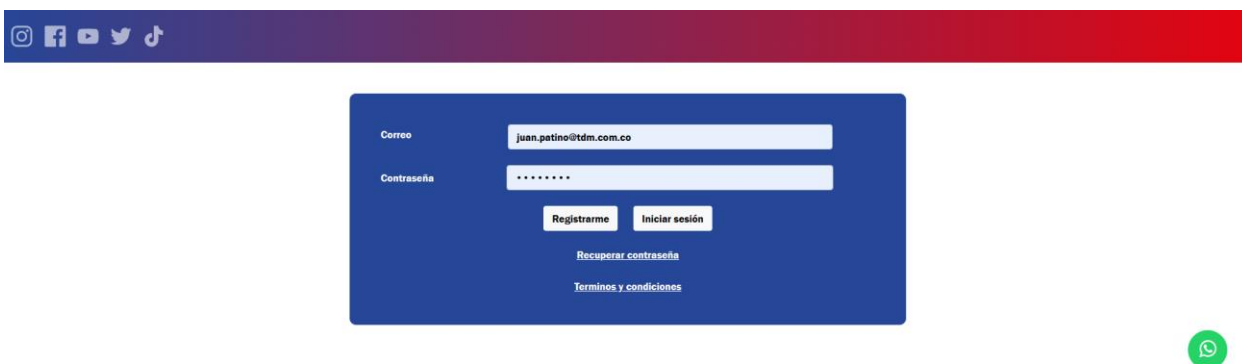 Correo
juan.patino@tdm.com.co
Contraseña
••••••••
Registrarme
Iniciar sesión
Recuperar contraseña
Terminos y condiciones